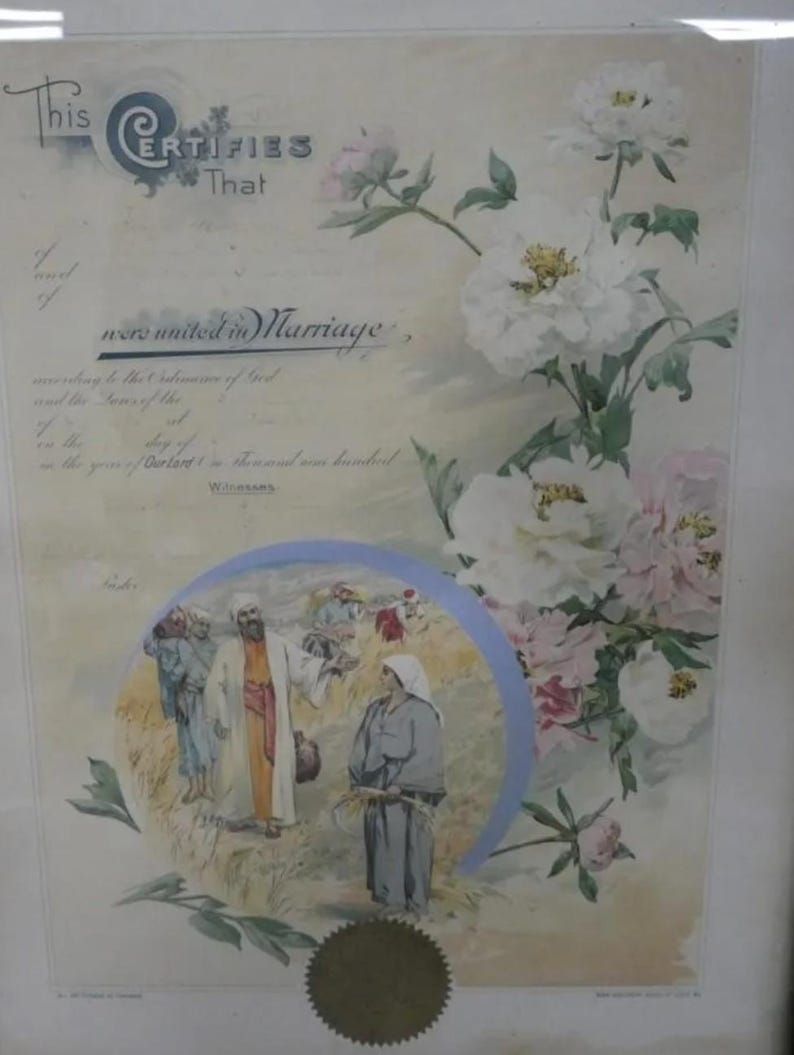 This
CERTIFIES
That
of
and
of
were united in Marriage
according to the Ordinance of God
and the Laws of the
of at
on the day of
in the year of Our Lord One Thousand nine hundred
Witnesses
Pastor